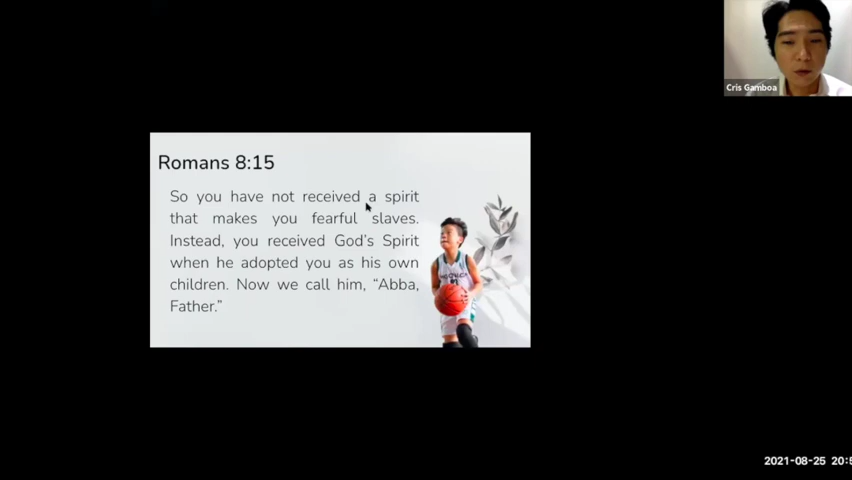 Cris Gamboa
Romans 8:15
So you have not received a spirit
that makes you fearful slaves.
Instead, you received God's Spirit
when he adopted you as his own
children. Now we call him, “Abba,
Father.”
2021-08-25 20:5